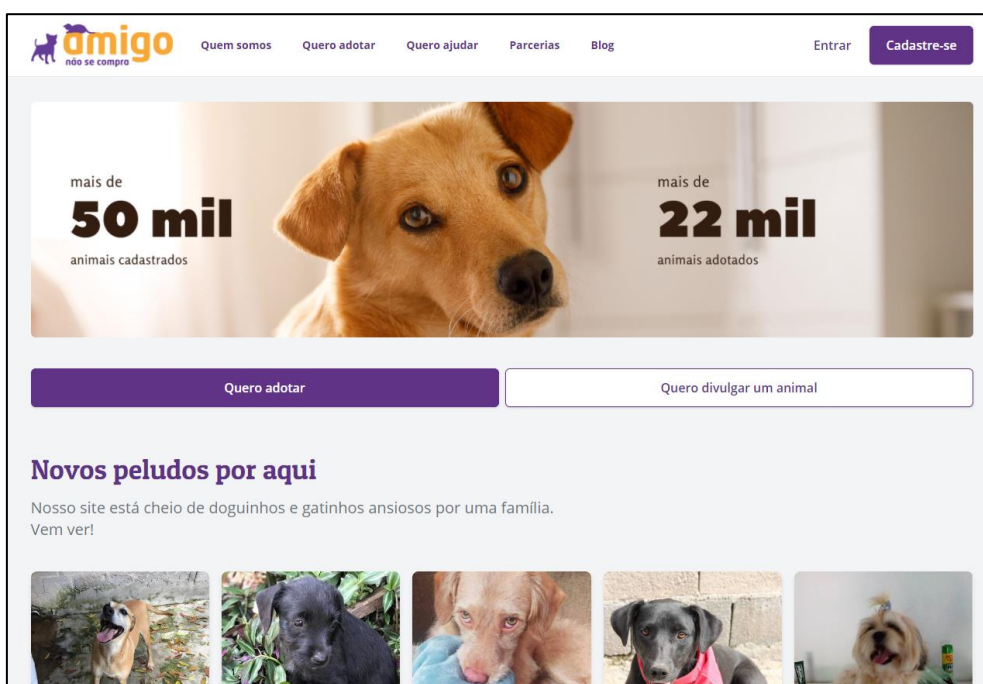 amigo
não se compra
Quem somos Quero adotar Quero ajudar Parcerias Blog Entrar Cadastre-se
mais de
50 mil
animais cadastrados
mais de
22 mil
animais adotados
Quero adotar Quero divulgar um animal
Novos peludos por aqui
Nosso site está cheio de doguinhos e gatinhos ansiosos por uma família.
Vem ver!